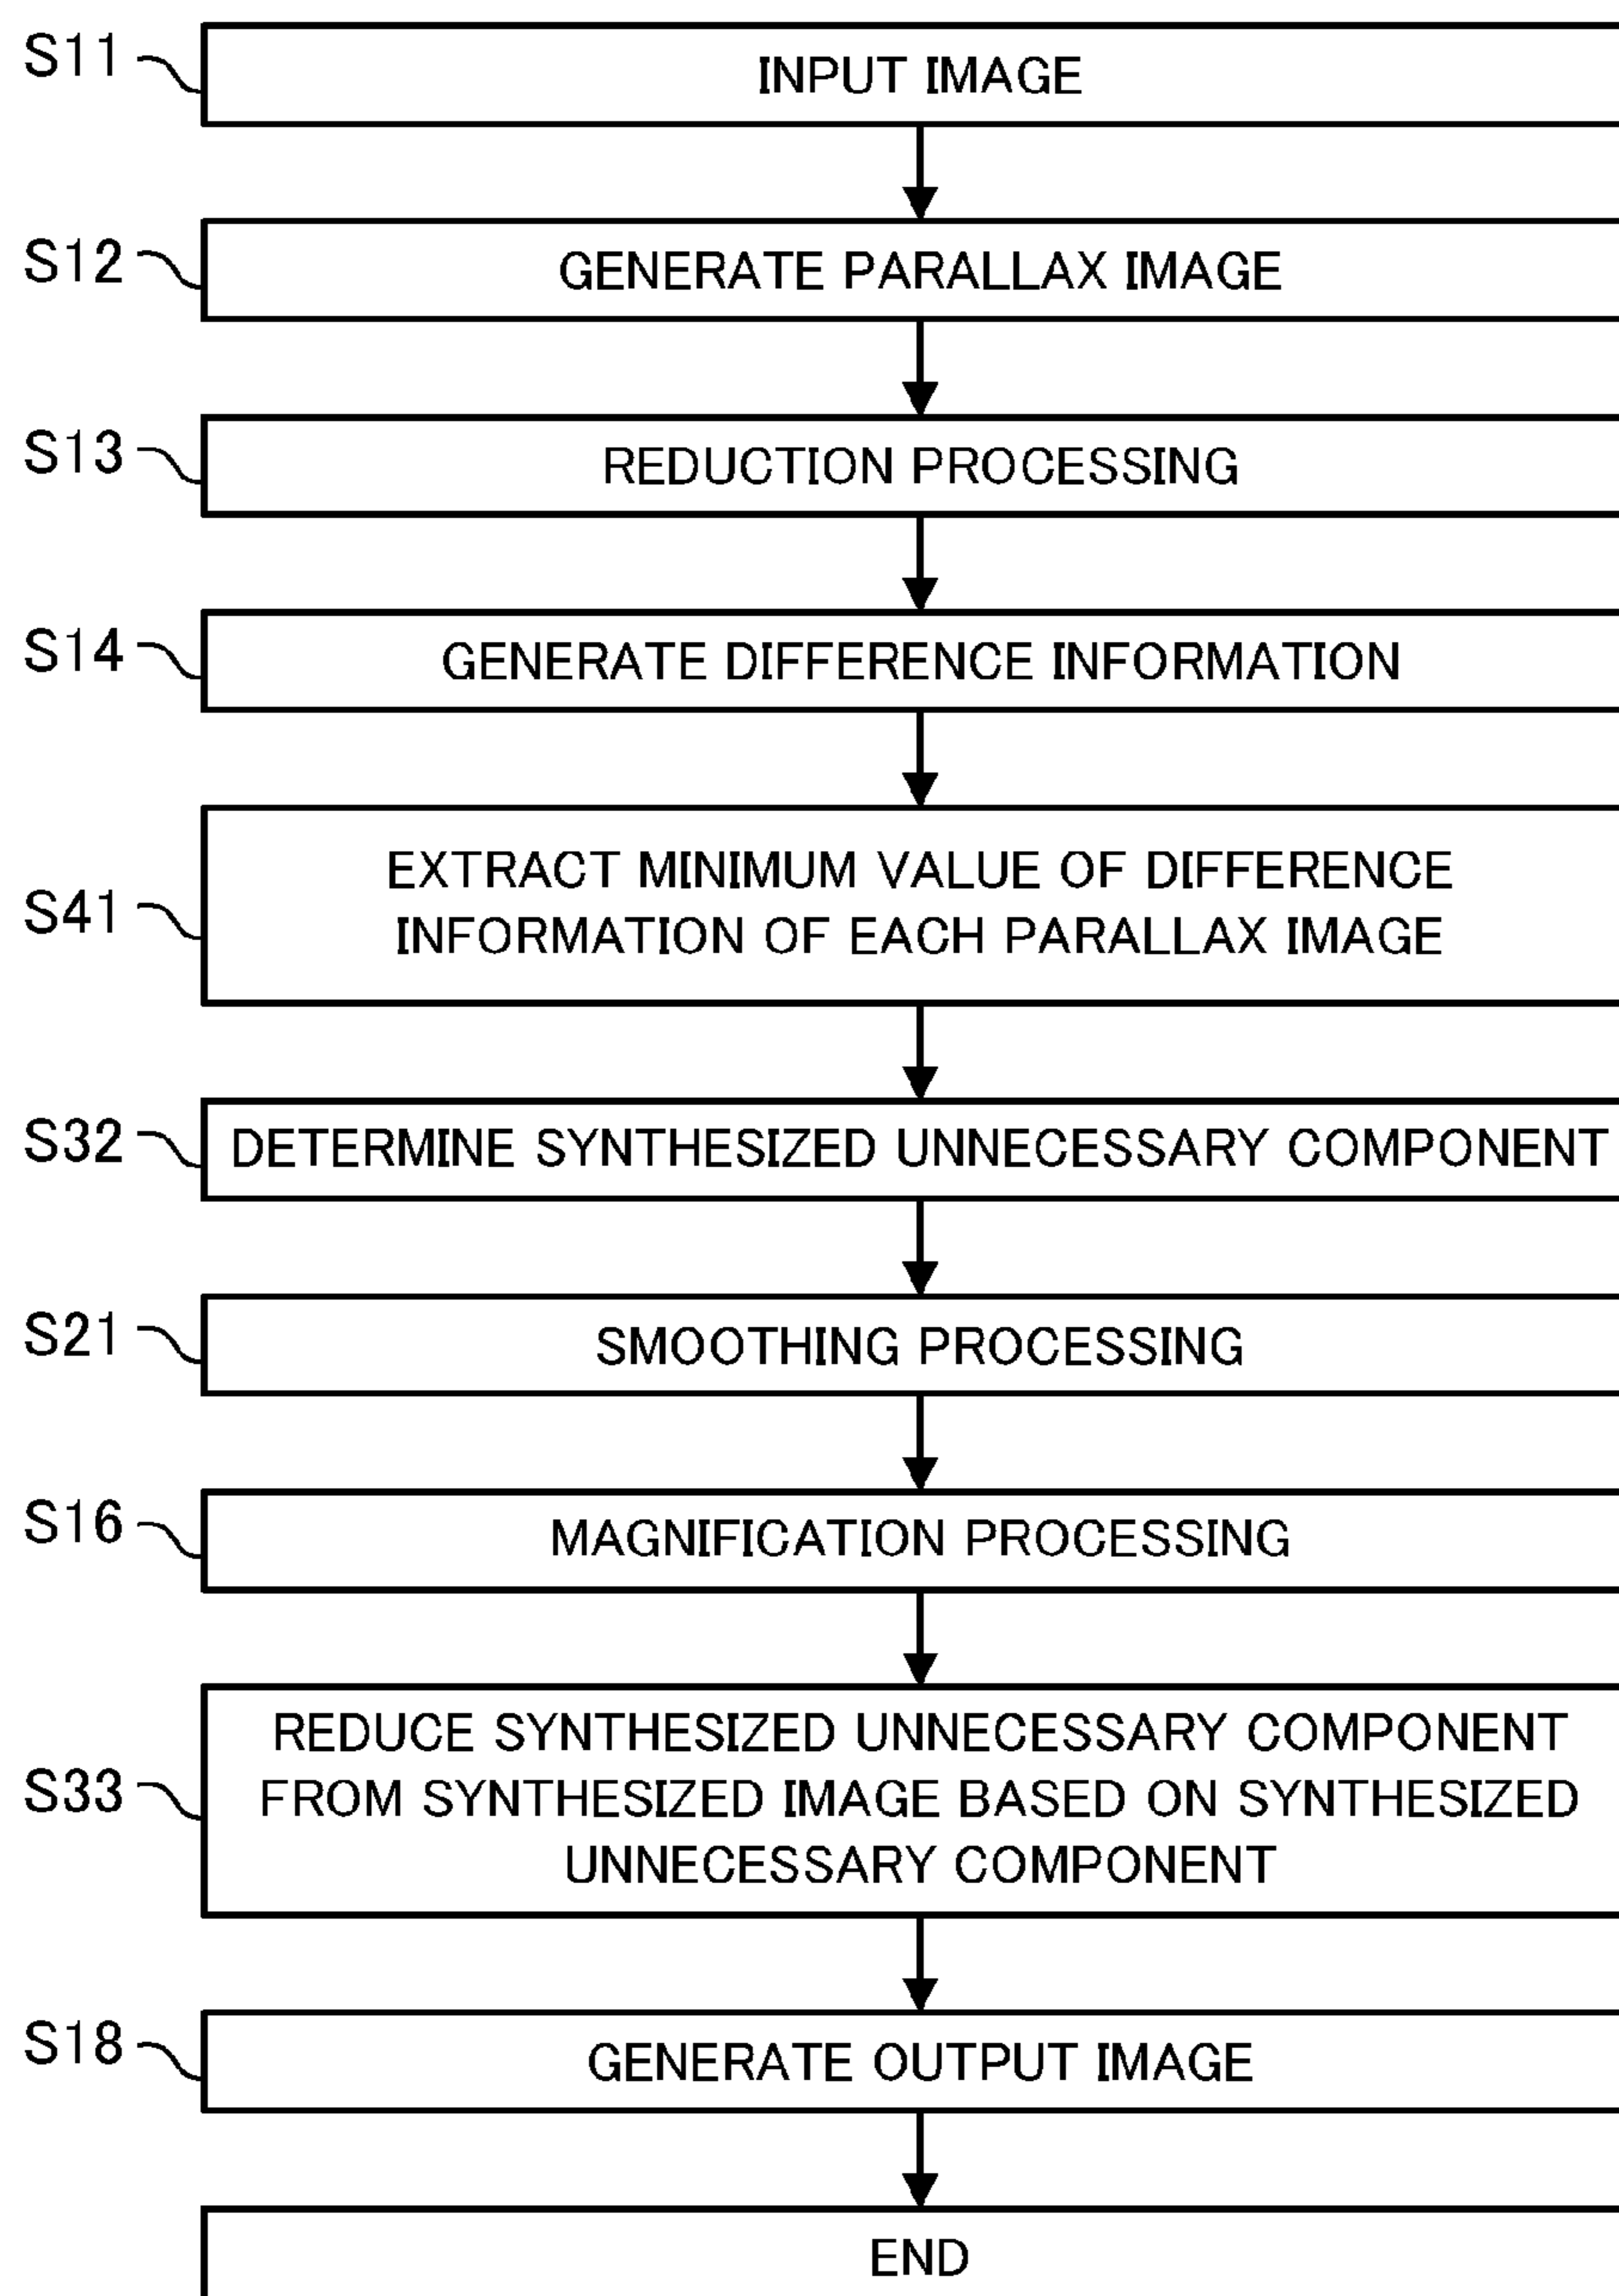 S11
INPUT IMAGE
S12
GENERATE PARALLAX IMAGE
S13
REDUCTION PROCESSING
S14
GENERATE DIFFERENCE INFORMATION
S41
EXTRACT MINIMUM VALUE OF DIFFERENCE
INFORMATION OF EACH PARALLAX IMAGE
S32
DETERMINE SYNTHESIZED UNNECESSARY COMPONENT
S21
SMOOTHING PROCESSING
S16
MAGNIFICATION PROCESSING
S33
REDUCE SYNTHESIZED UNNECESSARY COMPONENT
FROM SYNTHESIZED IMAGE BASED ON SYNTHESIZED
UNNECESSARY COMPONENT
S18
GENERATE OUTPUT IMAGE
END